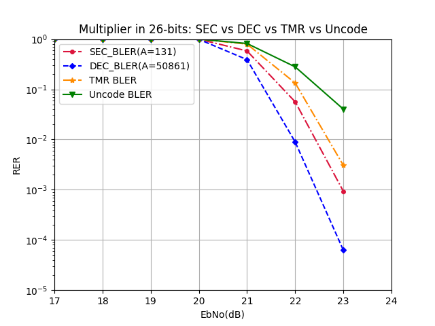 Multiplier in 26-bits: SEC vs DEC vs TMR vs Uncode
SEC_BLER(A=131)
DEC_BLER(A=50861)
TMR BLER
Uncode BLER
10^0
10^-1
10^-2
10^-3
10^-4
10^-5
RER
17 18 19 20 21 22 23 24
EbNo(dB)